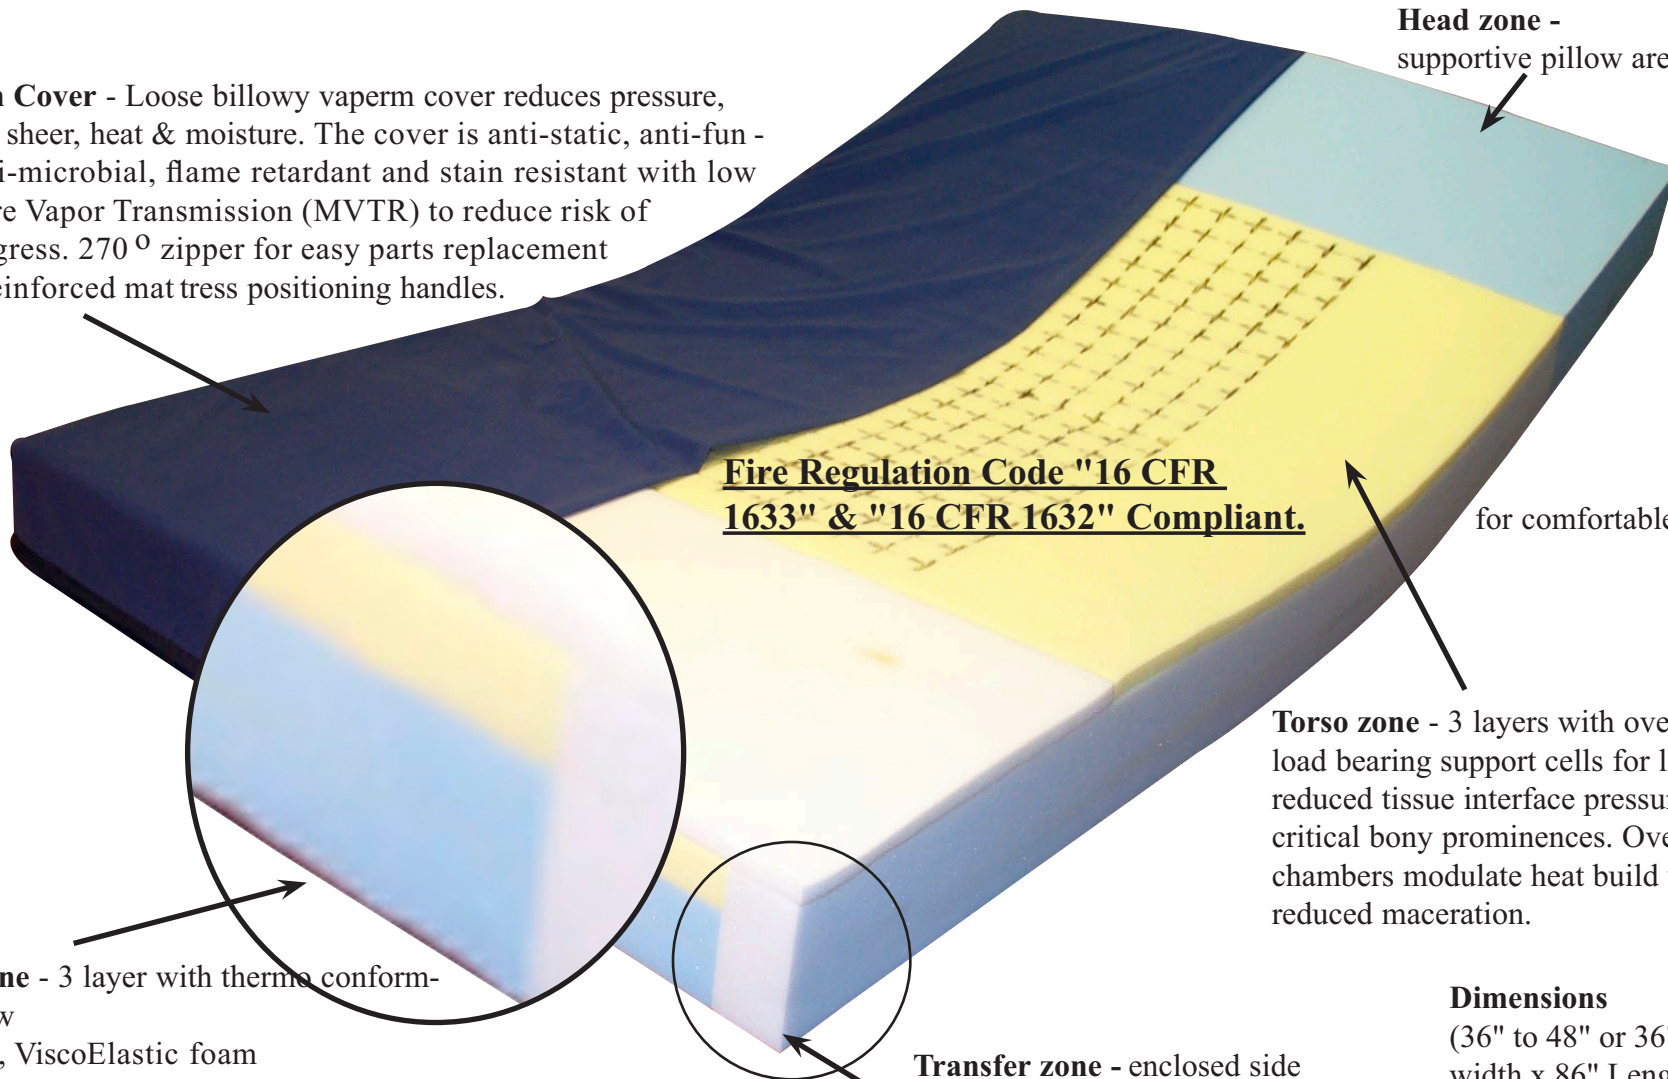 Head zone -
supportive pillow are
Cover - Loose billowy vaperm cover reduces pressure,
sheer, heat & moisture. The cover is anti-static, anti-fun -
i-microbial, flame retardant and stain resistant with low
re Vapor Transmission (MVTR) to reduce risk of
gress. 270 o zipper for easy parts replacement
einforced mat tress positioning handles.
Fire Regulation Code "16 CFR
1633" & "16 CFR 1632" Compliant.
for comfortable
Torso zone - 3 layers with ove
load bearing support cells for l
reduced tissue interface pressu
critical bony prominences. Ove
chambers modulate heat build
reduced maceration.
ne - 3 layer with thermo conform-
w
, ViscoElastic foam
Transfer zone - enclosed side
Dimensions
(36" to 48" or 36"
width x 86" Leng